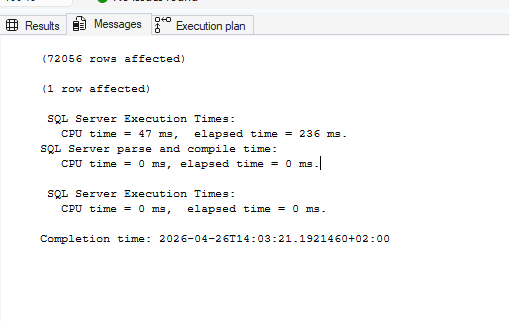 No issues found
Results Messages Execution plan
(72056 rows affected)
(1 row affected)
SQL Server Execution Times:
CPU time = 47 ms, elapsed time = 236 ms.
SQL Server parse and compile time:
CPU time = 0 ms, elapsed time = 0 ms.
SQL Server Execution Times:
CPU time = 0 ms, elapsed time = 0 ms.
Completion time: 2026-04-26T14:03:21.1921460+02:00